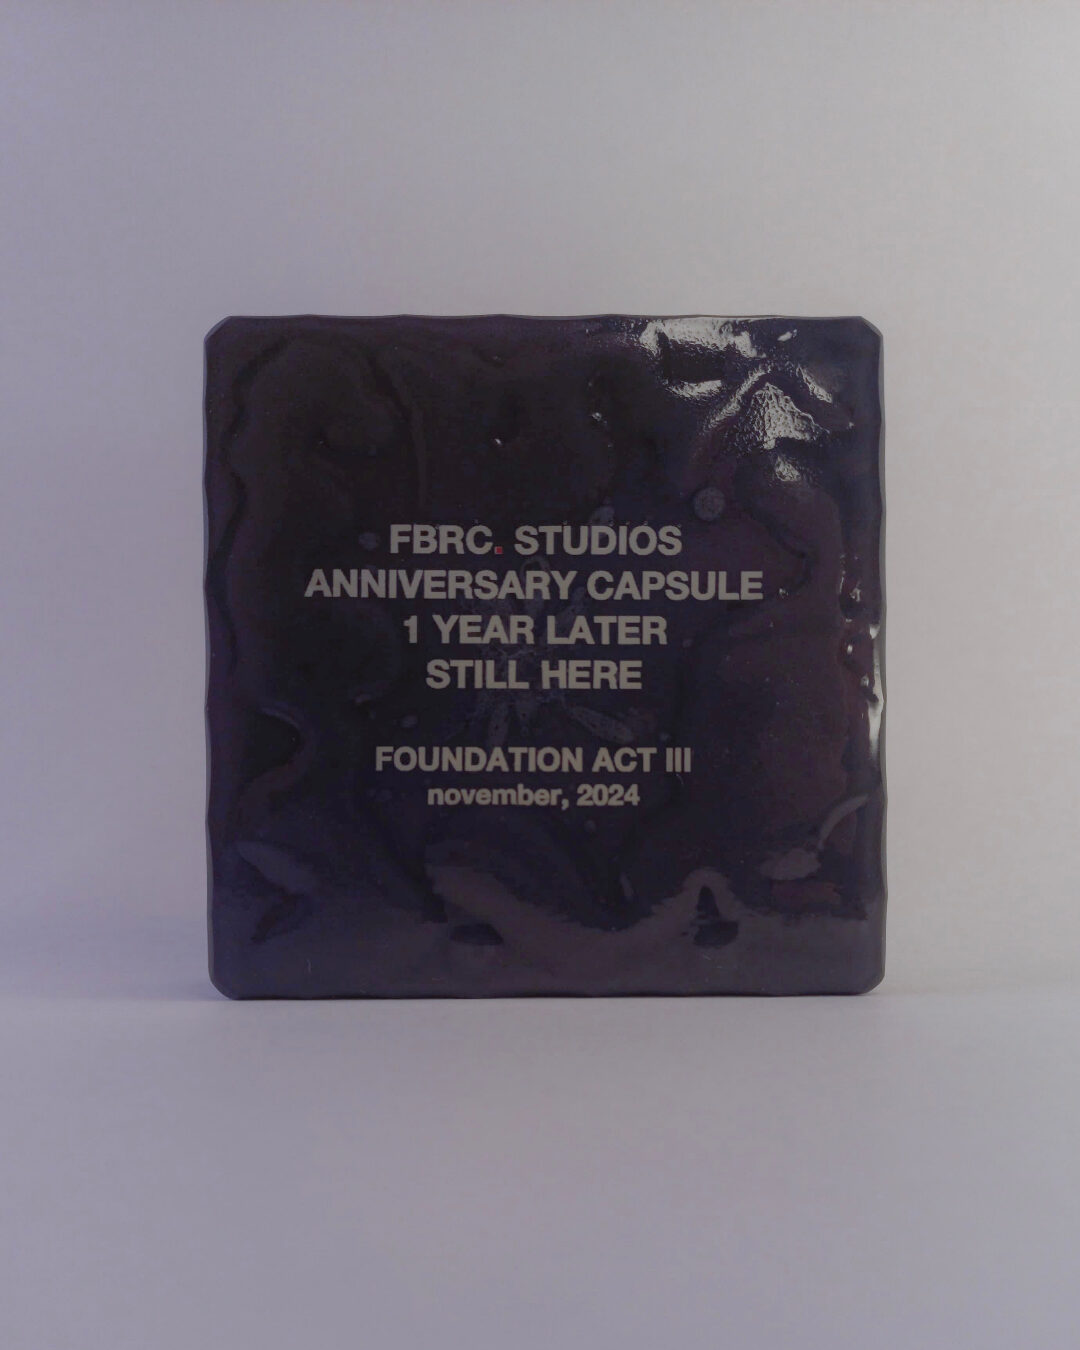 FBRC. STUDIOS
ANNIVERSARY CAPSULE
1 YEAR LATER
STILL HERE
FOUNDATION ACT III
november, 2024